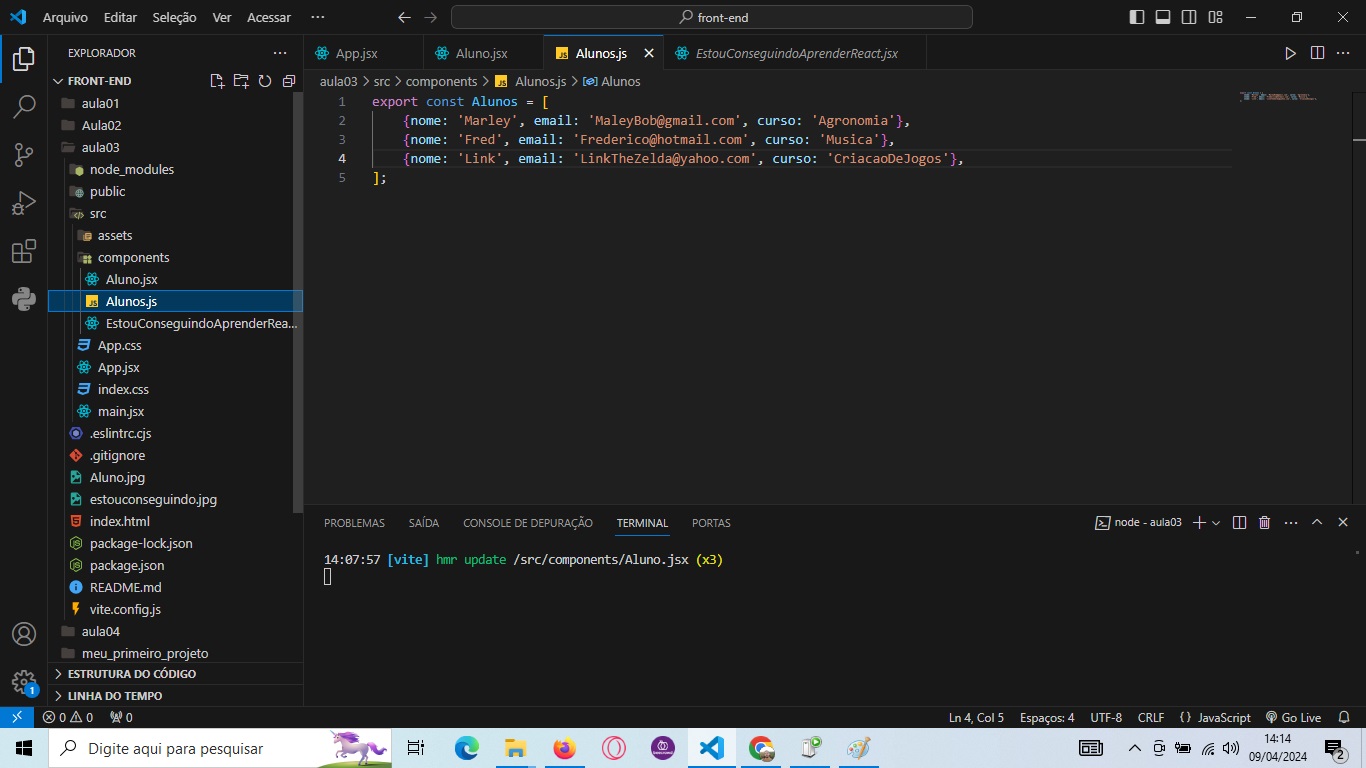 Arquivo Editar Seleção Ver Acessar ··· front-end
EXPLORADOR ···
App.jsx Aluno.jsx Alunos.js EstouConseguindoAprenderReact.jsx
FRONT-END
aula03 > src > components > JS Alunos.js > Alunos
aula01
Aula02
aula03
node_modules
public
src
assets
components
Aluno.jsx
JS Alunos.js
EstouConseguindoAprenderRea...
App.css
App.jsx
index.css
main.jsx
.eslintrc.cjs
.gitignore
Aluno.jpg
estouconseguindo.jpg
index.html
package-lock.json
package.json
README.md
vite.config.js
aula04
meu_primeiro_projeto
ESTRUTURA DO CÓDIGO
LINHA DO TEMPO
1 export const Alunos = [
2 {nome: 'Marley', email: 'MaleyBob@gmail.com', curso: 'Agronomia'},
3 {nome: 'Fred', email: 'Frederico@hotmail.com', curso: 'Musica'},
4 {nome: 'Link', email: 'LinkTheZelda@yahoo.com', curso: 'CriacaoDeJogos'},
5 ];
PROBLEMAS SAÍDA CONSOLE DE DEPURAÇÃO TERMINAL PORTAS node - aula03
14:07:57 [vite] hmr update /src/components/Aluno.jsx (x3)
1
0 0 0 Ln 4, Col 5 Espaços: 4 UTF-8 CRLF {} JavaScript Go Live
Digite aqui para pesquisar
14:14
09/04/2024
2